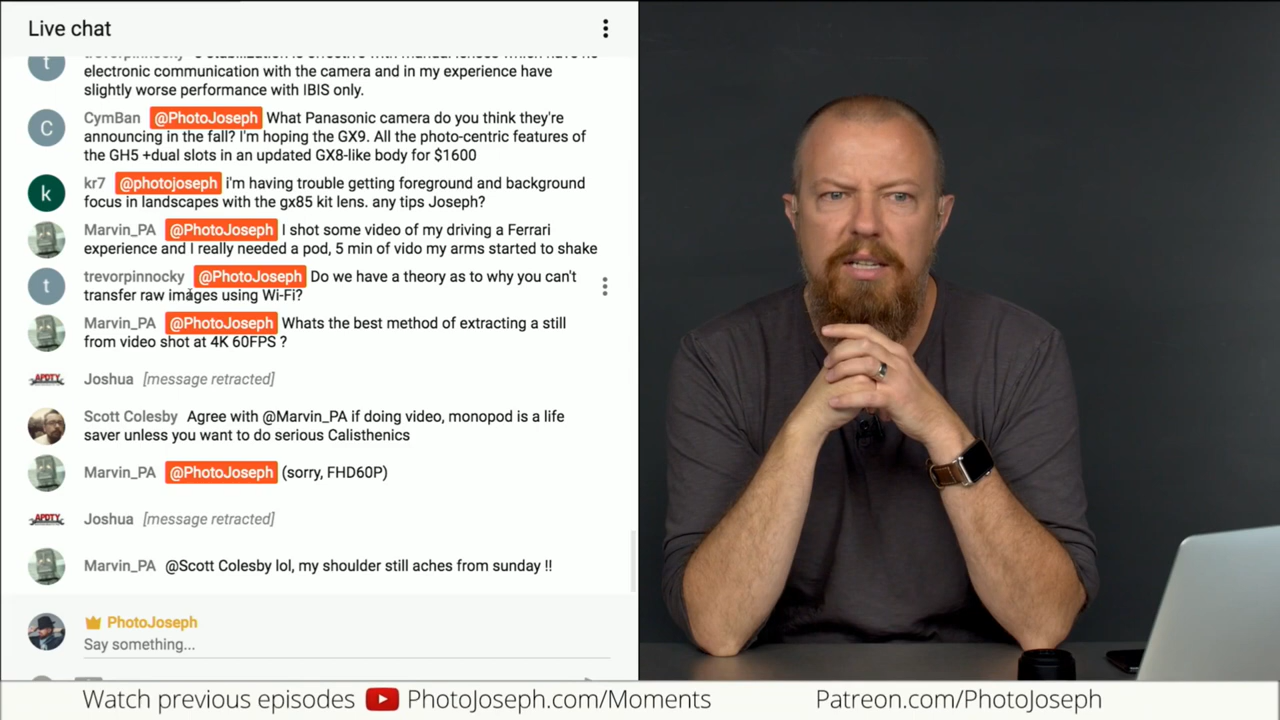 Live chat
t
electronic communication with the camera and in my experience have
slightly worse performance with IBIS only.
C
CymBan @PhotoJoseph What Panasonic camera do you think they're
announcing in the fall? I'm hoping the GX9. All the photo-centric features of
the GH5 +dual slots in an updated GX8-like body for $1600
k
kr7 @photojoseph i'm having trouble getting foreground and background
focus in landscapes with the gx85 kit lens. any tips Joseph?
Marvin_PA @PhotoJoseph I shot some video of my driving a Ferrari
experience and I really needed a pod, 5 min of vido my arms started to shake
t
trevorpinnocky @PhotoJoseph Do we have a theory as to why you can't
transfer raw images using Wi-Fi?
Marvin_PA @PhotoJoseph Whats the best method of extracting a still
from video shot at 4K 60FPS ?
APDTY
Joshua [message retracted]
Scott Colesby Agree with @Marvin_PA if doing video, monopod is a life
saver unless you want to do serious Calisthenics
Marvin_PA @PhotoJoseph (sorry, FHD60P)
APDTY
Joshua [message retracted]
Marvin_PA @Scott Colesby lol, my shoulder still aches from sunday !!
PhotoJoseph
Say something...
Watch previous episodes PhotoJoseph.com/Moments Patreon.com/PhotoJoseph